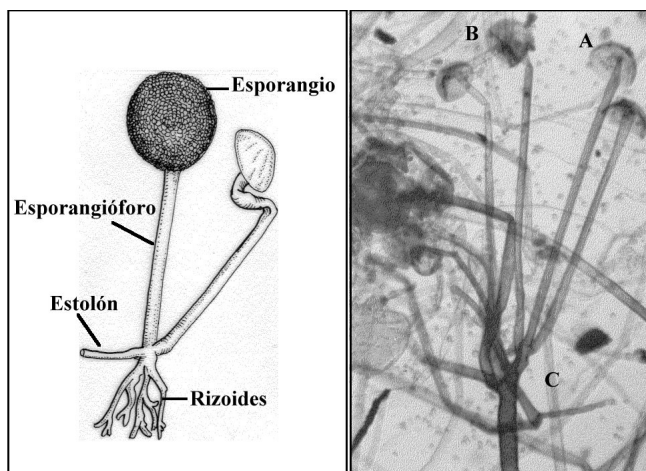 Esporangio
Esporangióforo
Estolón
Rizoides
B
A
C